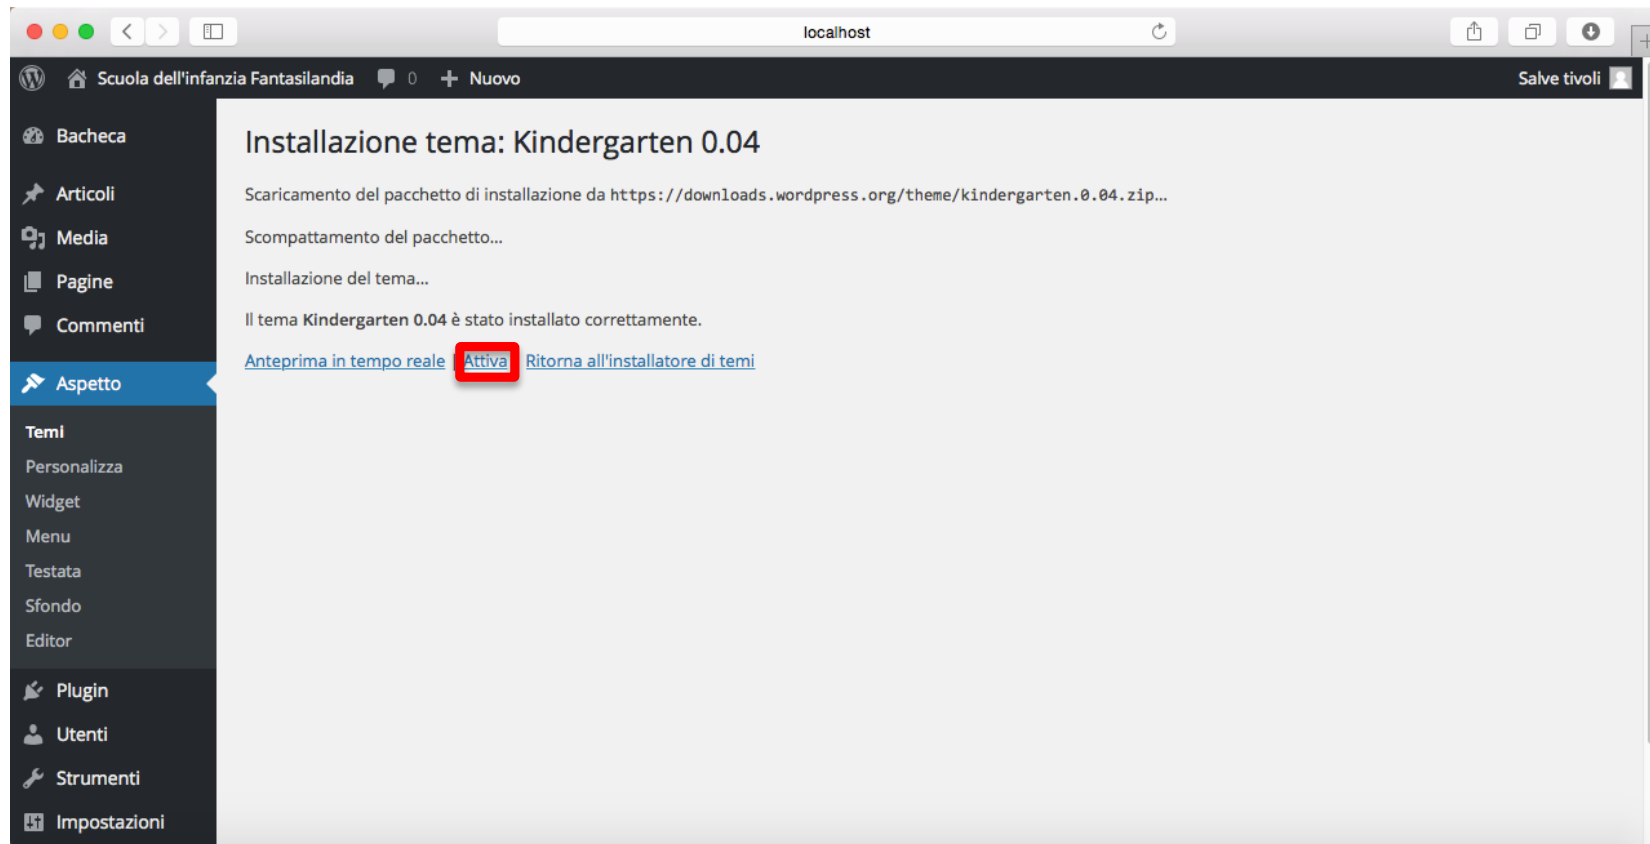 localhost
Scuola dell'infanzia Fantasilandia 0 + Nuovo Salve tivoli
Bacheca
Articoli
Media
Pagine
Commenti
Aspetto
Temi
Personalizza
Widget
Menu
Testata
Sfondo
Editor
Plugin
Utenti
Strumenti
Impostazioni
Installazione tema: Kindergarten 0.04
Scaricamento del pacchetto di installazione da https://downloads.wordpress.org/theme/kindergarten.0.04.zip…
Scompattamento del pacchetto…
Installazione del tema…
Il tema Kindergarten 0.04 è stato installato correttamente.
Anteprima in tempo reale | Attiva Ritorna all'installatore di temi